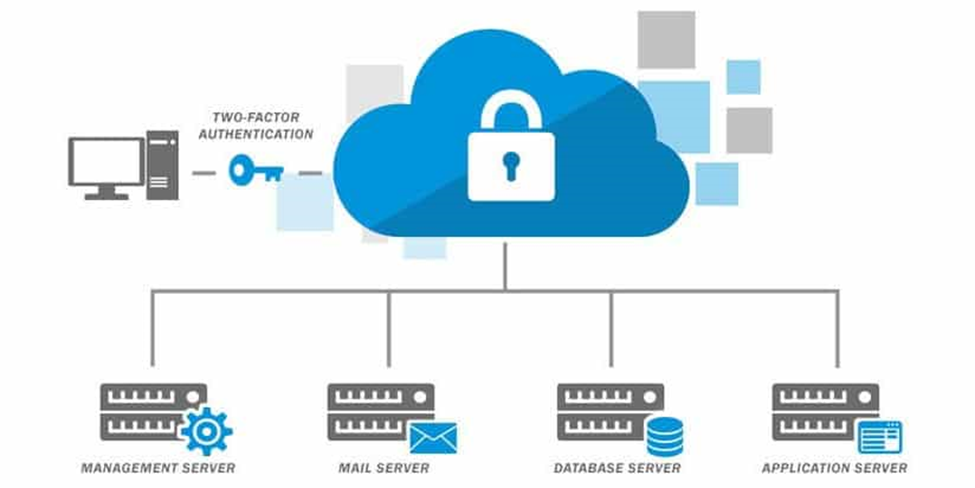 TWO-FACTOR
AUTHENTICATION
MANAGEMENT SERVER
MAIL SERVER
DATABASE SERVER
APPLICATION SERVER